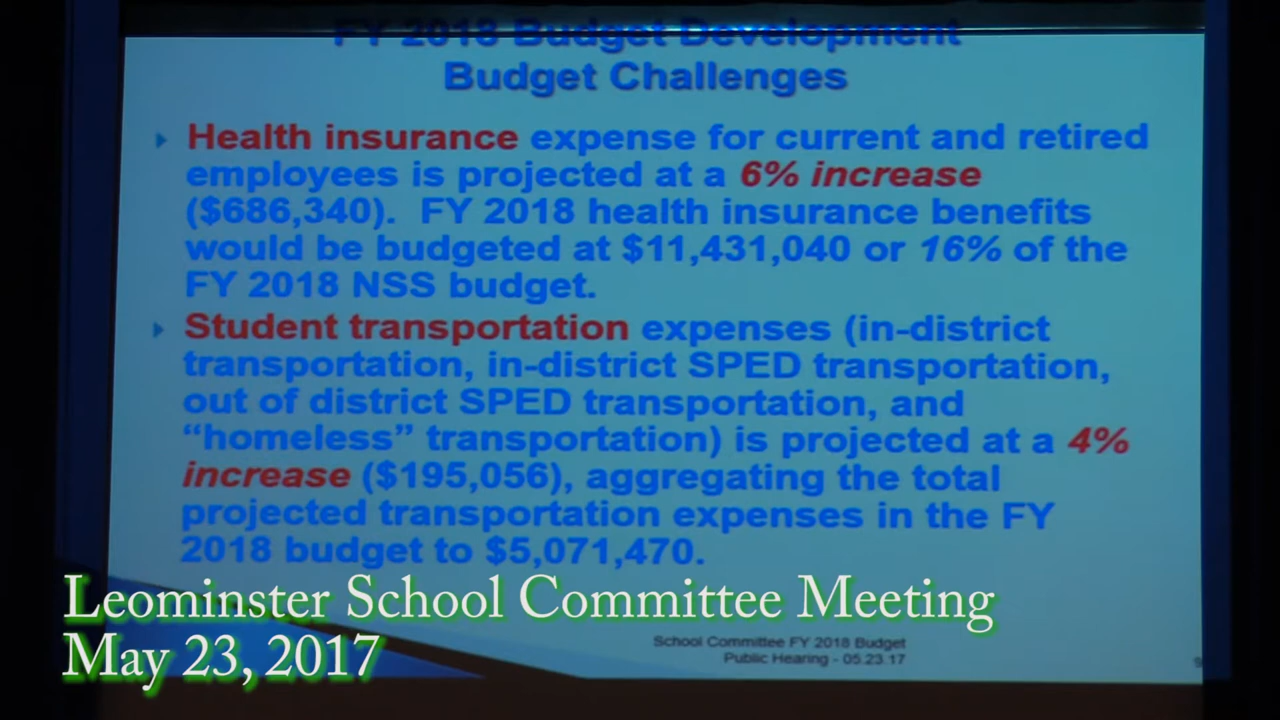 FY 2018 Budget Development
Budget Challenges
Health insurance expense for current and retired
employees is projected at a 6% increase
($686,340). FY 2018 health insurance benefits
would be budgeted at $11,431,040 or 16% of the
FY 2018 NSS budget.
Student transportation expenses (in-district
transportation, in-district SPED transportation,
out of district SPED transportation, and
“homeless” transportation) is projected at a 4%
increase ($195,056), aggregating the total
projected transportation expenses in the FY
2018 budget to $5,071,470.
School Committee FY 2018 Budget
Public Hearing - 05.23.17
9
Leominster School Committee Meeting
May 23, 2017